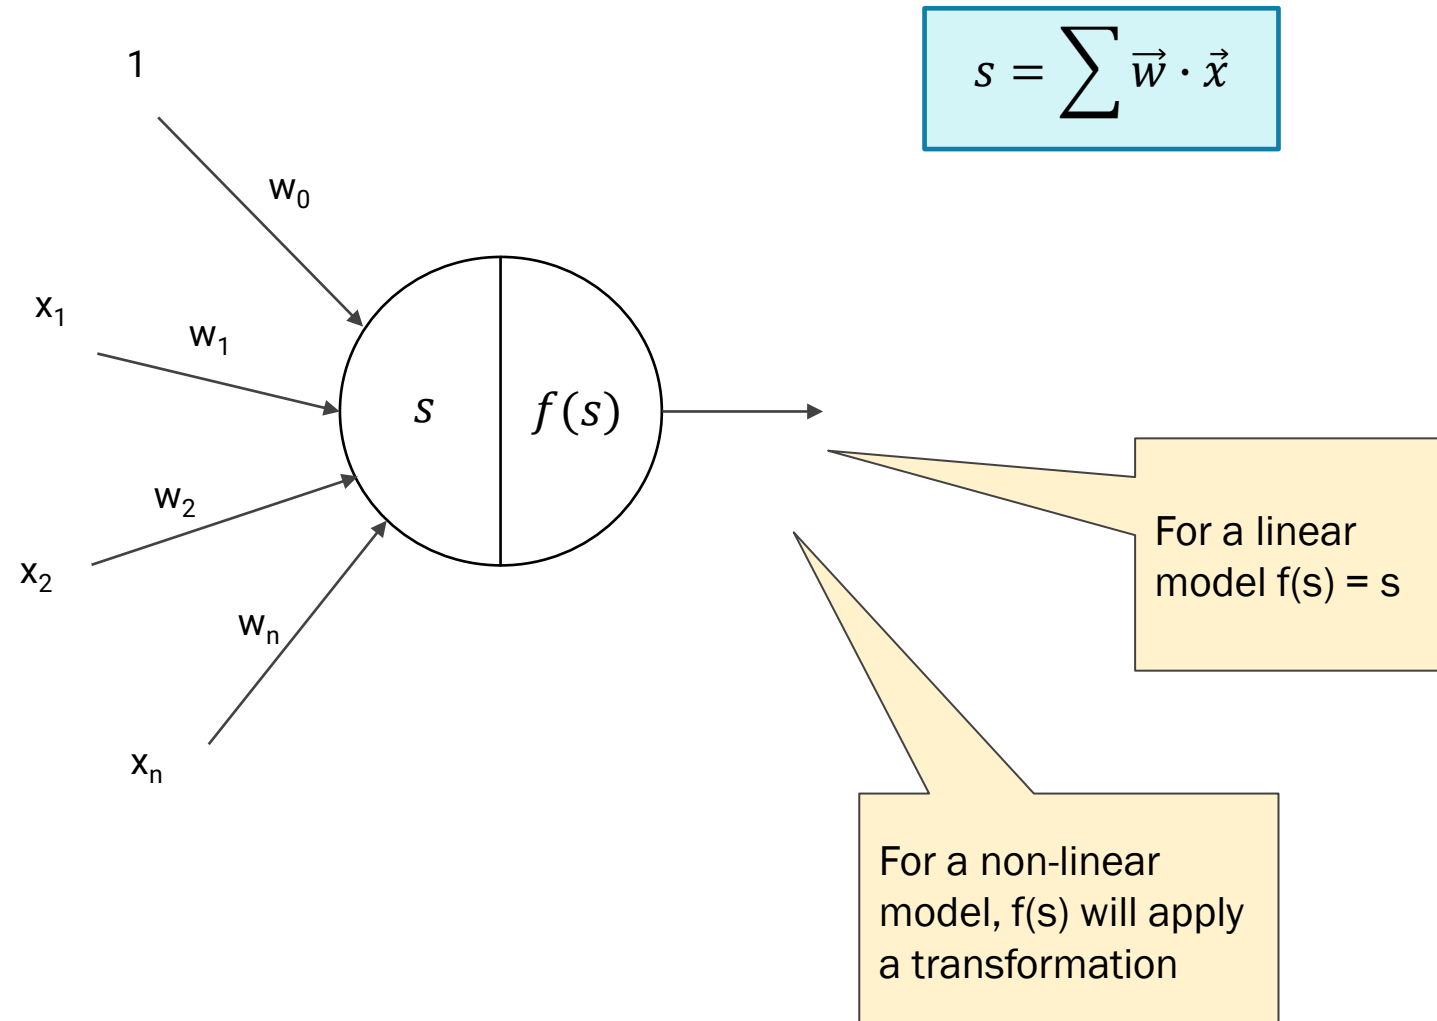 1
s = ∑ w⃗ · x⃗
w₀
x₁
w₁
s
f(s)
w₂
x₂
wₙ
xₙ
For a linear
model f(s) = s
For a non-linear
model, f(s) will apply
a transformation